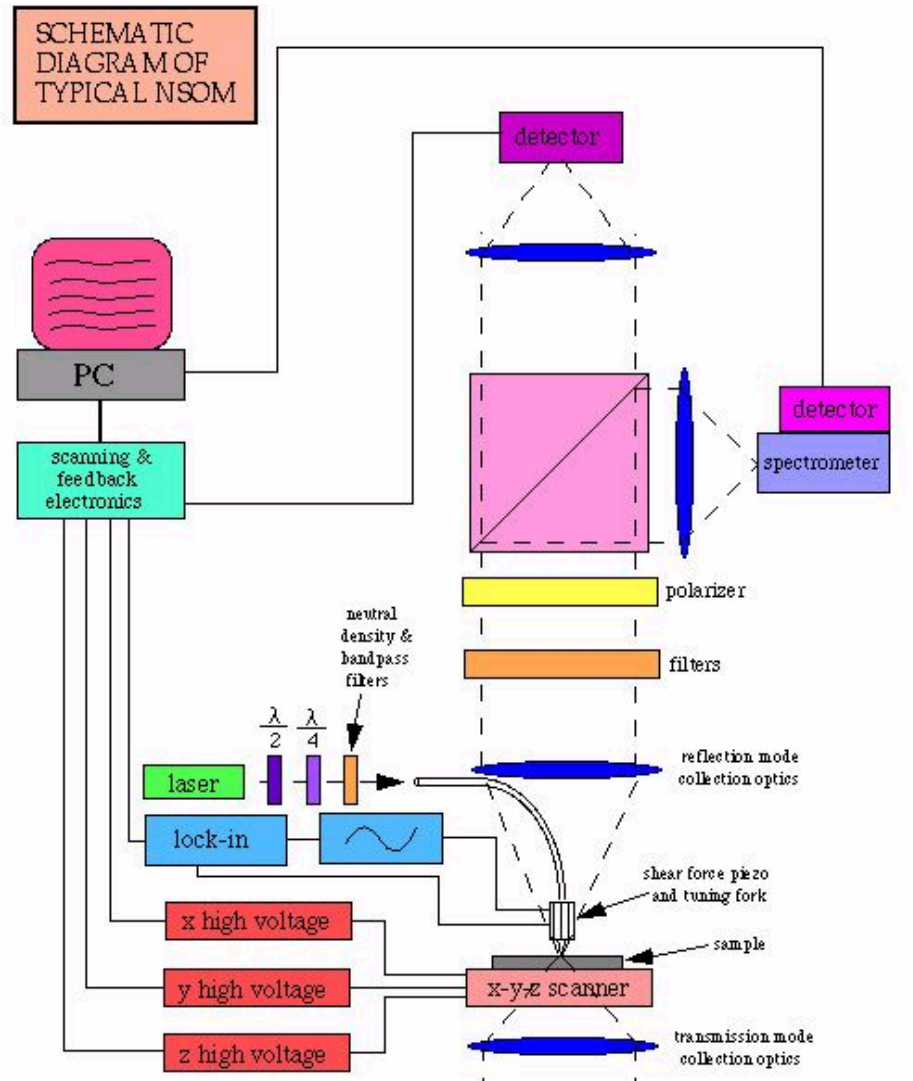 SCHEMATIC
DIAGRAM OF
TYPICAL NSOM
detector
PC
detector
spectrometer
scanning &
feedback
electronics
polarizer
neutral
density &
bandpass
filters
filters
λ/2
λ/4
reflection mode
collection optics
laser
lock-in
shear force piezo
and tuning fork
x high voltage
sample
y high voltage
x-y-z scanner
z high voltage
transmission mode
collection optics